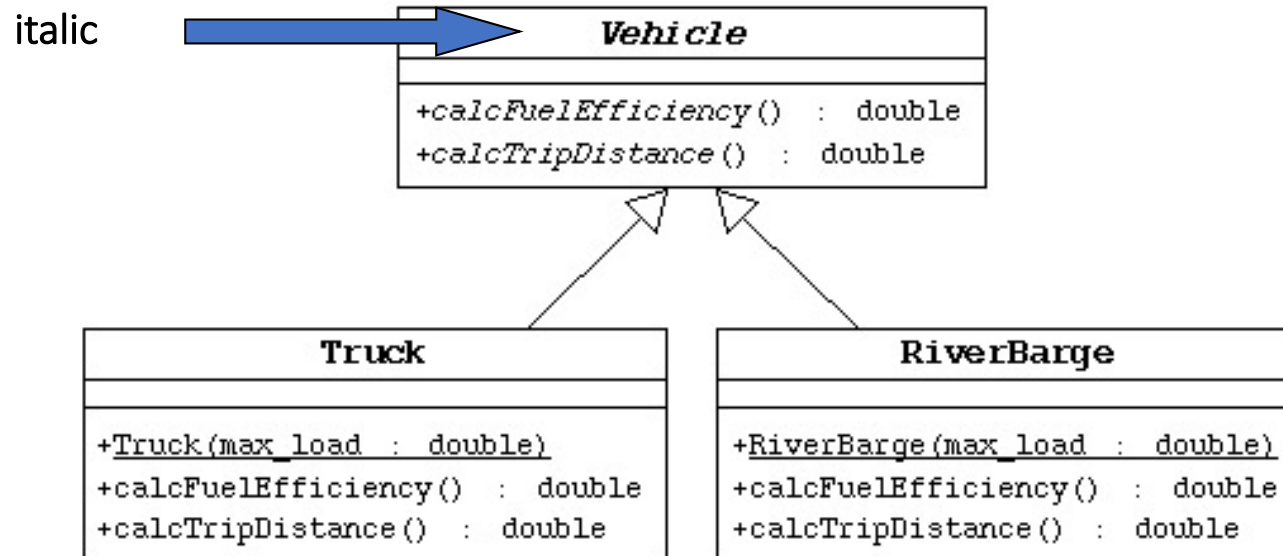 italic
Vehicle
+calcFuelEfficiency() : double
+calcTripDistance() : double
Truck
+Truck(max_load : double)
+calcFuelEfficiency() : double
+calcTripDistance() : double
RiverBarge
+RiverBarge(max_load : double)
+calcFuelEfficiency() : double
+calcTripDistance() : double